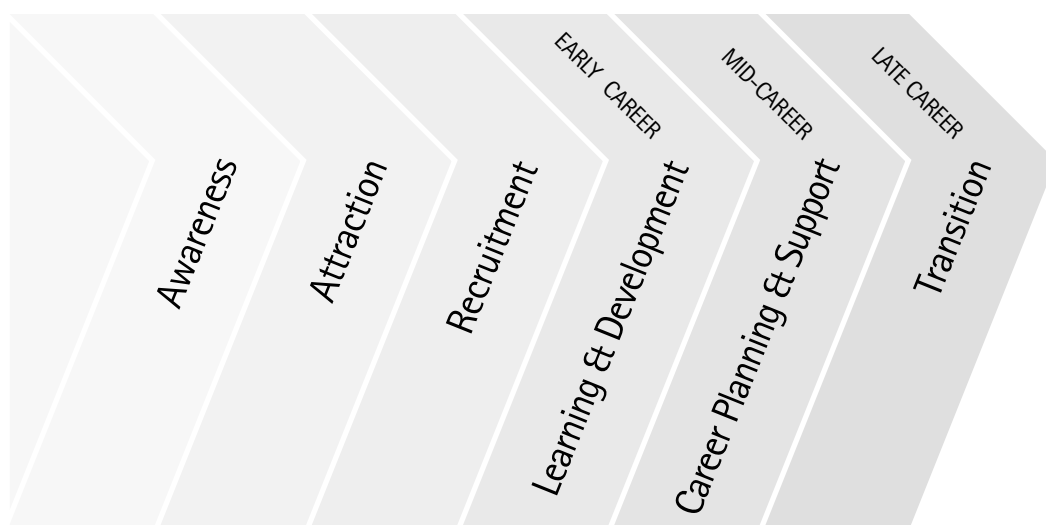 Awareness
Attraction
Recruitment
EARLY CAREER
Learning & Development
MID-CAREER
Career Planning & Support
LATE CAREER
Transition